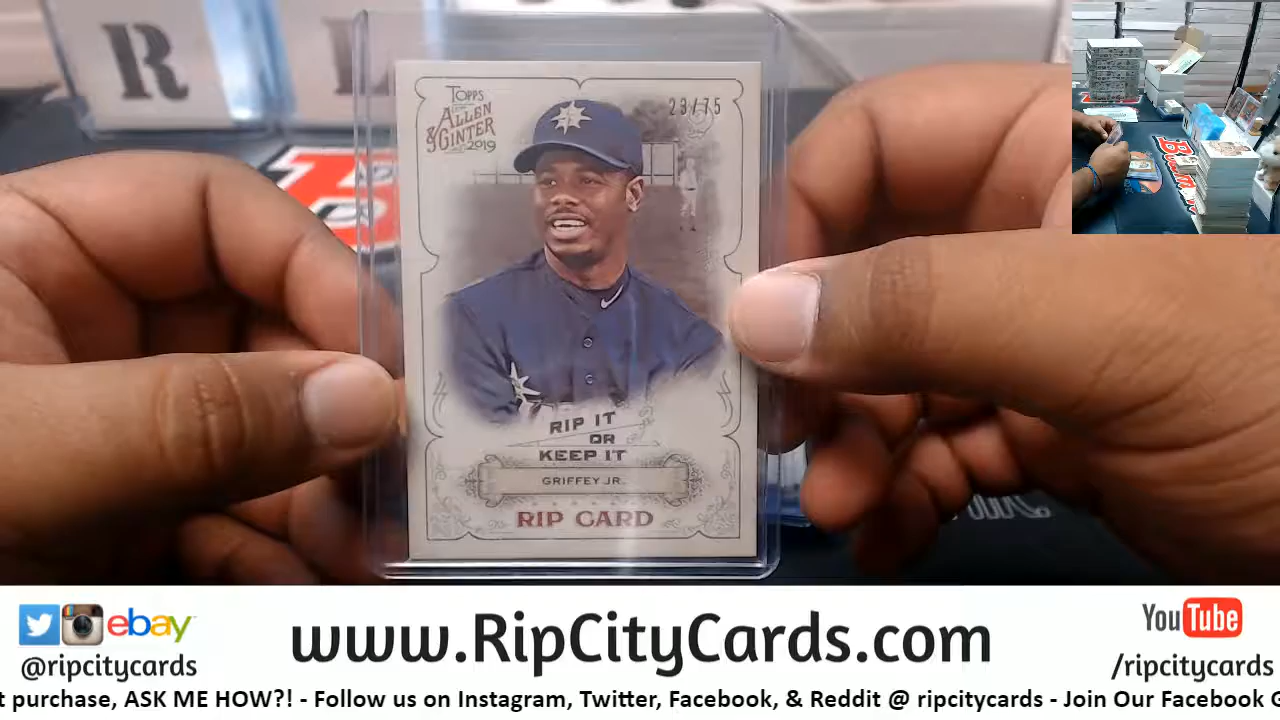 R
TOPPS
ALLEN
& GINTER
2019
23/75
RIP IT
OR
KEEP IT
GRIFFEY JR.
RIP CARD
ebay
@ripcitycards
www.RipCityCards.com
YouTube
/ripcitycards
t purchase, ASK ME HOW?! - Follow us on Instagram, Twitter, Facebook, & Reddit @ ripcitycards - Join Our Facebook G